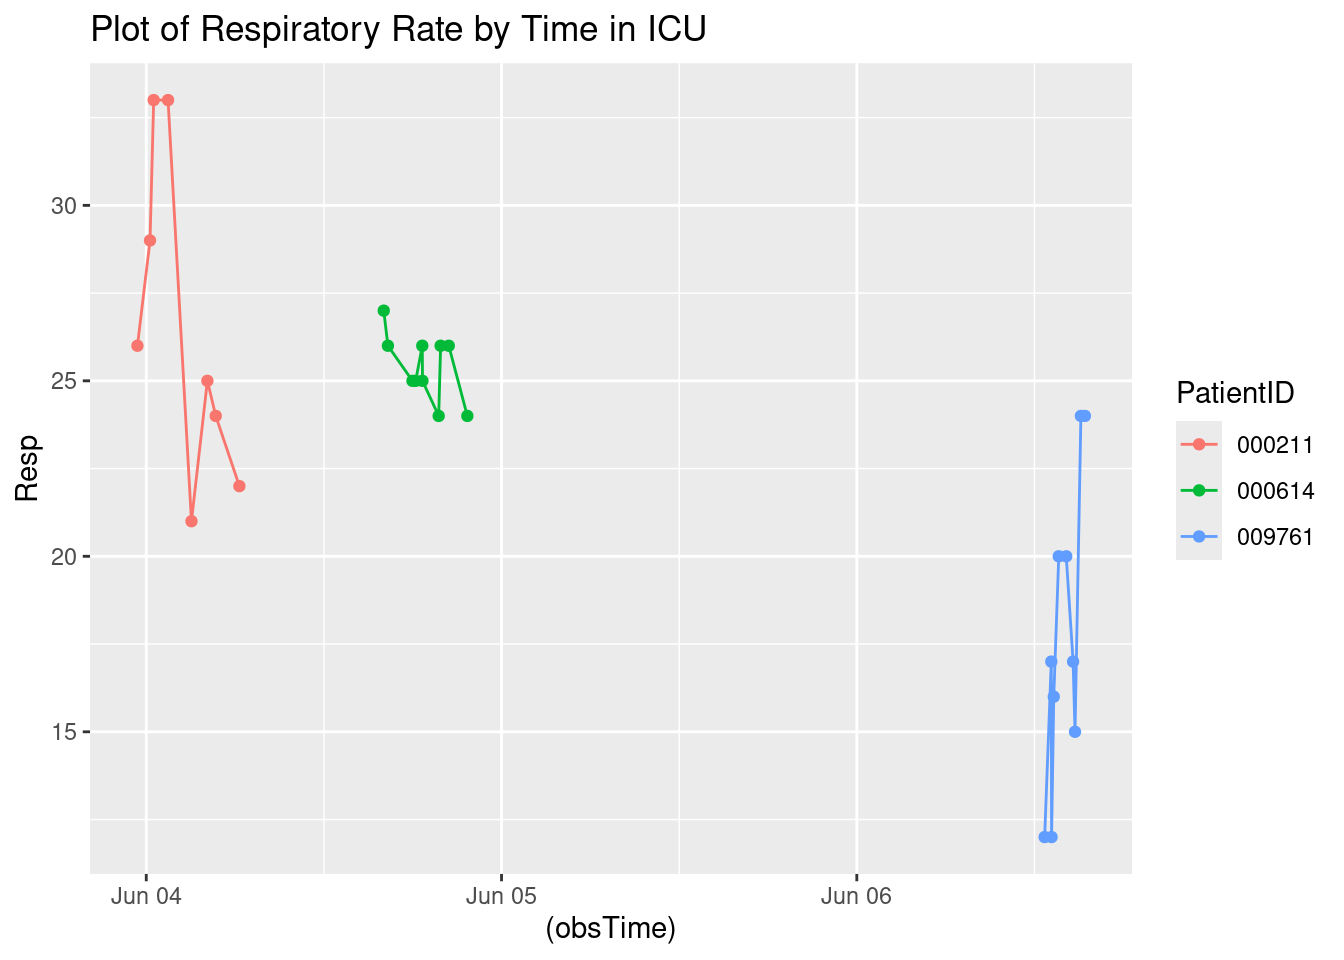 Plot of Respiratory Rate by Time in ICU
Resp
30
25
20
15
Jun 04
Jun 05
Jun 06
(obsTime)
PatientID
000211
000614
009761